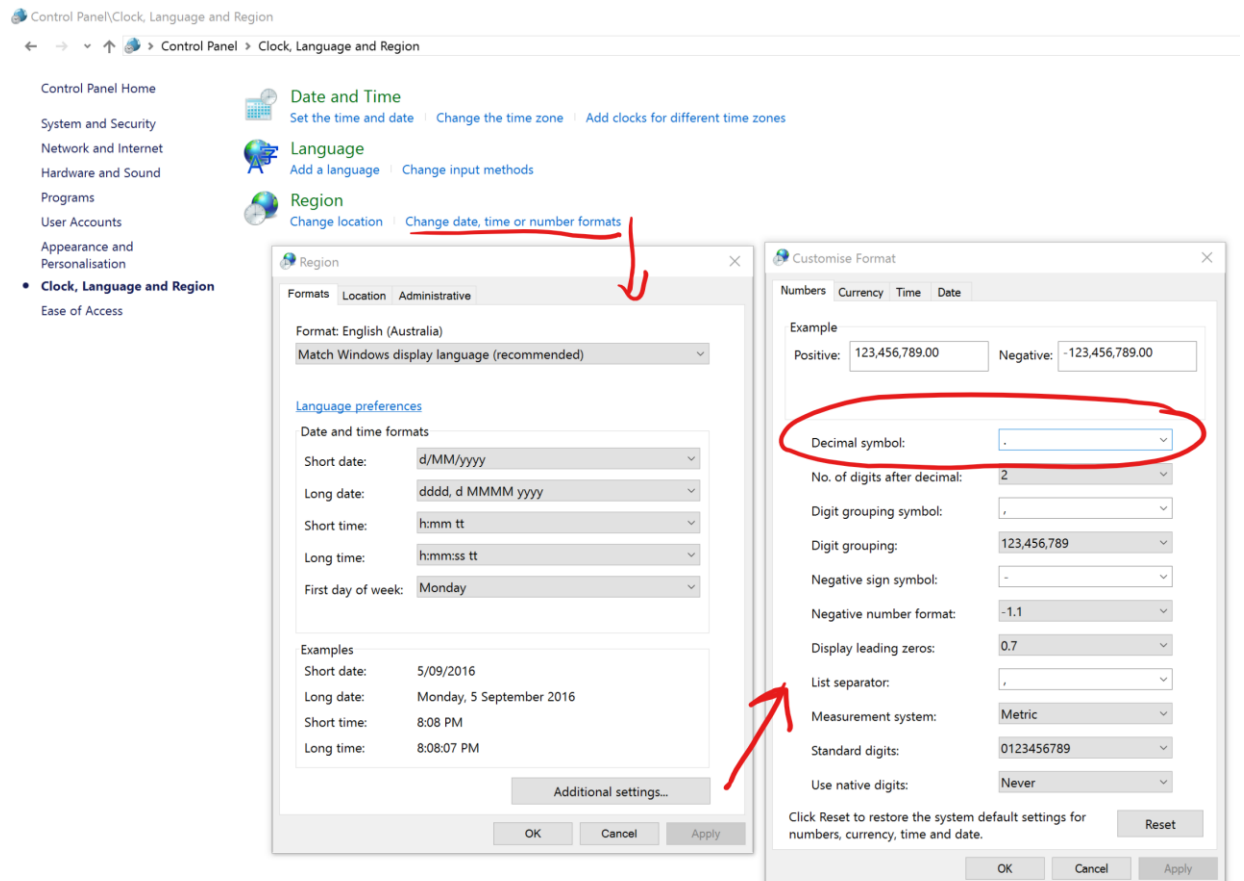 Control Panel\Clock, Language and Region
Control Panel > Clock, Language and Region
Control Panel Home
System and Security
Network and Internet
Hardware and Sound
Programs
User Accounts
Appearance and
Personalisation
Clock, Language and Region
Ease of Access
Date and Time
Set the time and date Change the time zone Add clocks for different time zones
Language
Add a language Change input methods
Region
Change location Change date, time or number formats
Region
Formats Location Administrative
Format: English (Australia)
Match Windows display language (recommended)
Language preferences
Date and time formats
Short date: d/MM/yyyy
Long date: dddd, d MMMM yyyy
Short time: h:mm tt
Long time: h:mm:ss tt
First day of week: Monday
Examples
Short date: 5/09/2016
Long date: Monday, 5 September 2016
Short time: 8:08 PM
Long time: 8:08:07 PM
Additional settings...
OK Cancel Apply
Customise Format
Numbers Currency Time Date
Example
Positive: 123,456,789.00 Negative: -123,456,789.00
Decimal symbol: .
No. of digits after decimal: 2
Digit grouping symbol: ,
Digit grouping: 123,456,789
Negative sign symbol: -
Negative number format: -1.1
Display leading zeros: 0.7
List separator: ,
Measurement system: Metric
Standard digits: 0123456789
Use native digits: Never
Click Reset to restore the system default settings for
numbers, currency, time and date.
Reset
OK Cancel Apply